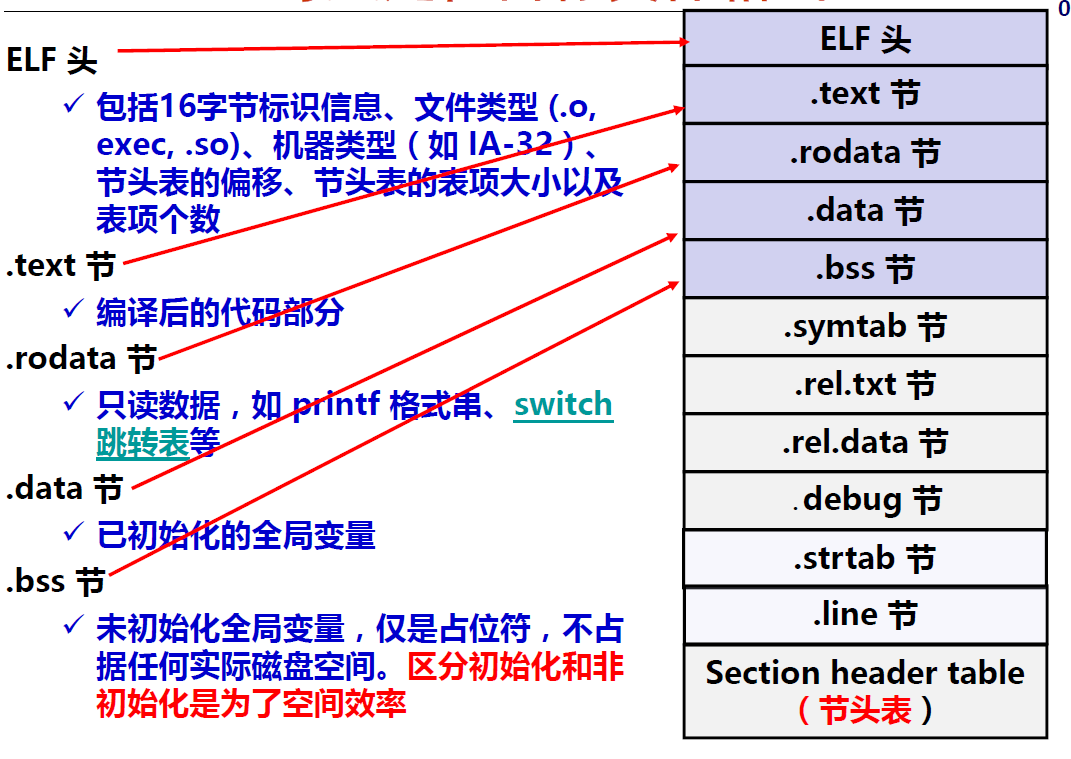 0
ELF 头
包括16字节标识信息、文件类型 (.o,
exec, .so)、机器类型（如 IA-32）、
节头表的偏移、节头表的表项大小以及
表项个数
.text 节
编译后的代码部分
.rodata 节
只读数据，如 printf 格式串、switch
跳转表等
.data 节
已初始化的全局变量
.bss 节
未初始化全局变量，仅是占位符，不占
据任何实际磁盘空间。区分初始化和非
初始化是为了空间效率
ELF 头
.text 节
.rodata 节
.data 节
.bss 节
.symtab 节
.rel.txt 节
.rel.data 节
.debug 节
.strtab 节
.line 节
Section header table
（节头表）